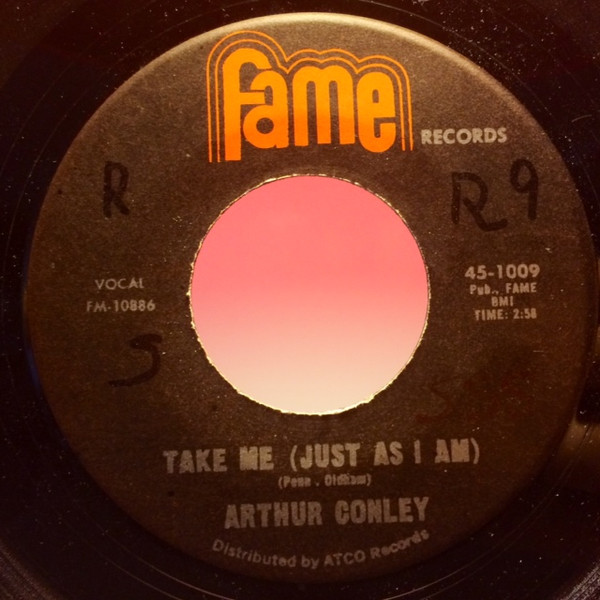 fame
RECORDS
R
R9
VOCAL
FM-10886
45-1009
Pub., FAME
BMI
TIME: 2:58
S
TAKE ME (JUST AS I AM)
(Penn . Oldham)
ARTHUR CONLEY
Distributed by ATCO Records